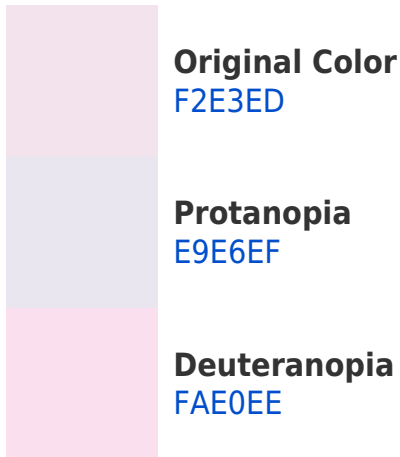 Original Color
F2E3ED
Protanopia
E9E6EF
Deuteranopia
FAE0EE